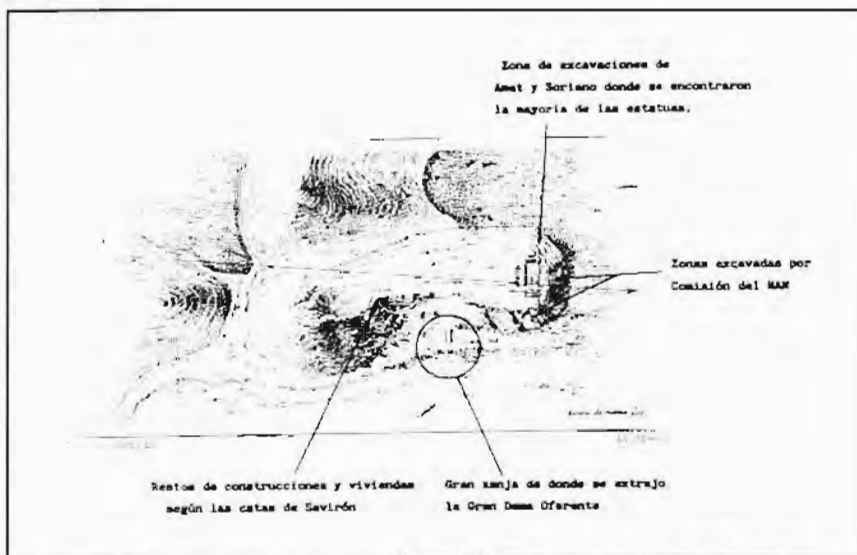 Zona de excavaciones de
Amat y Soriano donde se encontraron
la mayoría de las estatuas.
Zonas excavadas por
Comisión del MAN
Restos de construcciones y viviendas
según las catas de Savirón
Gran zanja de donde se extrajo
la Gran Dama Oferente